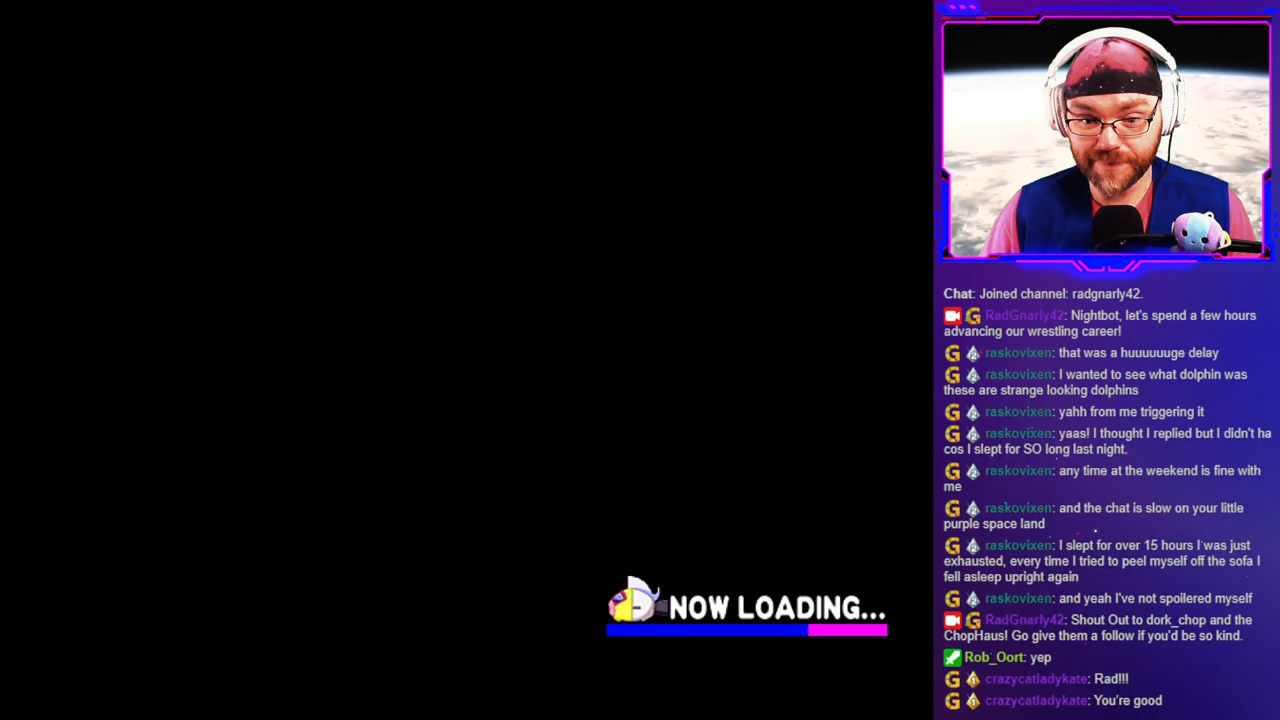 Chat: Joined channel: radgnarly42.
RadGnarly42: Nightbot, let's spend a few hours
advancing our wrestling career!
raskovixen: that was a huuuuuuge delay
raskovixen: I wanted to see what dolphin was
these are strange looking dolphins
raskovixen: yahh from me triggering it
raskovixen: yaas! I thought I replied but I didn't ha
cos I slept for SO long last night.
raskovixen: any time at the weekend is fine with
me
raskovixen: and the chat is slow on your little
purple space land
raskovixen: I slept for over 15 hours I was just
exhausted, every time I tried to peel myself off the sofa I
fell asleep upright again
raskovixen: and yeah I've not spoilered myself
RadGnarly42: Shout Out to dork_chop and the
ChopHaus! Go give them a follow if you'd be so kind.
Rob_Oort: yep
crazycatladykate: Rad!!!
crazycatladykate: You're good
NOW LOADING...